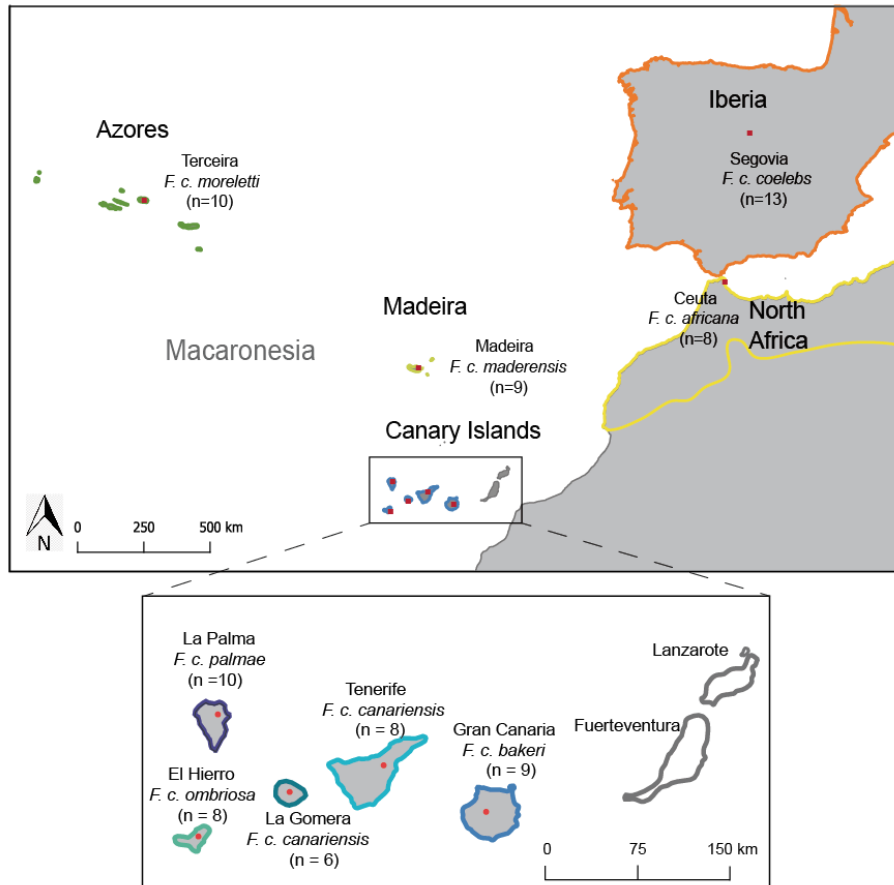 Azores
Terceira
F. c. moreletti
(n=10)
Iberia
Segovia
F. c. coelebs
(n=13)
Ceuta
F. c. africana
(n=8)
North
Africa
Madeira
Macaronesia
Madeira
F. c. maderensis
(n=9)
Canary Islands
N
0 250 500 km
La Palma
F. c. palmae
(n =10)
Tenerife
F. c. canariensis
(n = 8)
Lanzarote
Fuerteventura
Gran Canaria
F. c. bakeri
(n = 9)
El Hierro
F. c. ombriosa
(n = 8)
La Gomera
F. c. canariensis
(n = 6)
0 75 150 km